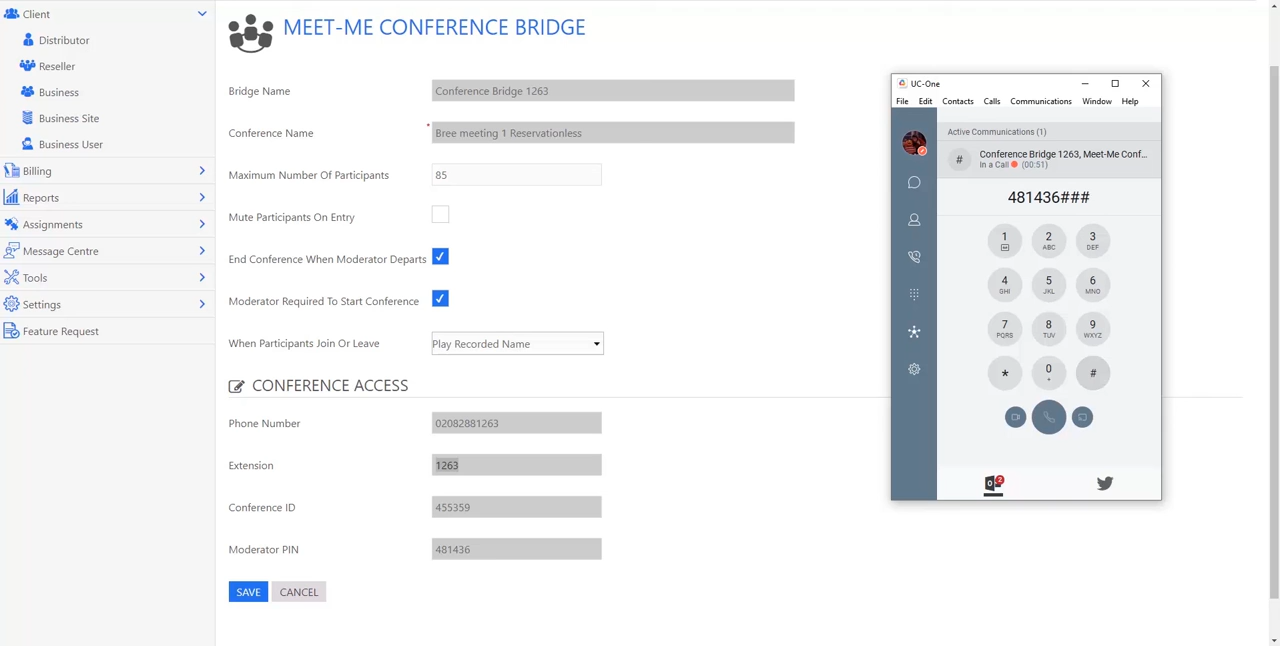 Client
Distributor
Reseller
Business
Business Site
Business User
Billing
Reports
Assignments
Message Centre
Tools
Settings
Feature Request
MEET-ME CONFERENCE BRIDGE
Bridge Name Conference Bridge 1263
Conference Name * Bree meeting 1 Reservationless
Maximum Number Of Participants 85
Mute Participants On Entry
End Conference When Moderator Departs
Moderator Required To Start Conference
When Participants Join Or Leave Play Recorded Name
CONFERENCE ACCESS
Phone Number 02082881263
Extension 1263
Conference ID 455359
Moderator PIN 481436
SAVE CANCEL
UC-One
File Edit Contacts Calls Communications Window Help
Active Communications (1)
# Conference Bridge 1263, Meet-Me Conf...
In a Call (00:51)
481436###
1 2 3
ABC DEF
4 5 6
GHI JKL MNO
7 8 9
PQRS TUV WXYZ
* 0 #
+
2